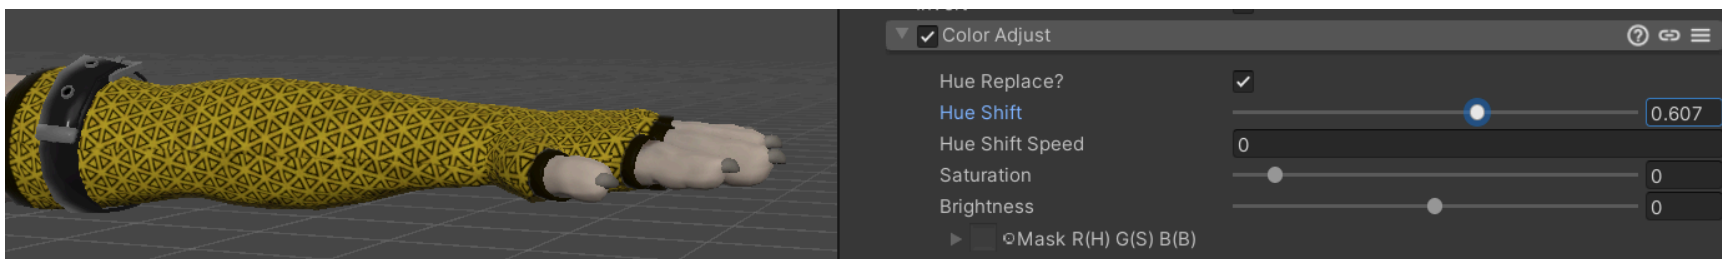 Color Adjust
Hue Replace?
Hue Shift 0.607
Hue Shift Speed 0
Saturation 0
Brightness 0
Mask R(H) G(S) B(B)